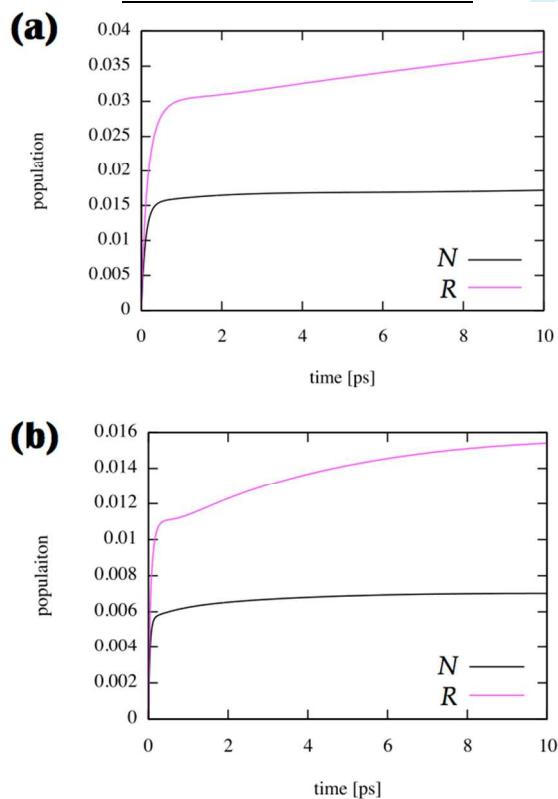 (a)
0.04
0.035
0.03
0.025
0.02
0.015
0.01
0.005
0
population
N
R
0 2 4 6 8 10
time [ps]
(b)
0.016
0.014
0.012
0.01
0.008
0.006
0.004
0.002
0
populaiton
N
R
0 2 4 6 8 10
time [ps]